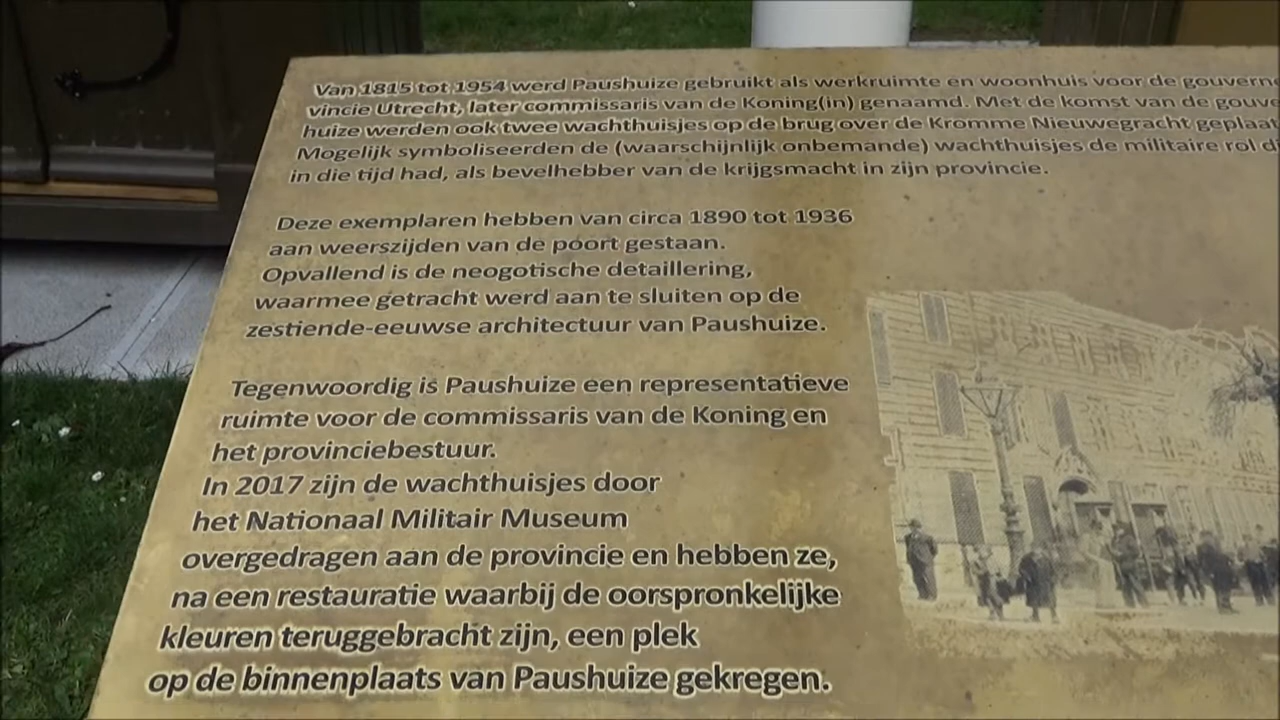 Van 1815 tot 1954 werd Paushuize gebruikt als werkruimte en woonhuis voor de
vincie Utrecht, later commissaris van de Koning(in) genaamd. Met de komst van de
huize werden ook twee wachthuisjes op de brug over de Kromme Nieuwegracht
Mogelijk symboliseerden de (waarschijnlijk onbemande) wachthuisjes de militaire rol
in die tijd had, als bevelhebber van de krijgsmacht in zijn provincie.
Deze exemplaren hebben van circa 1890 tot 1936
aan weerszijden van de poort gestaan.
Opvallend is de neogotische detaillering,
waarmee getracht werd aan te sluiten op de
zestiende-eeuwse architectuur van Paushuize.
Tegenwoordig is Paushuize een representatieve
ruimte voor de commissaris van de Koning en
het provinciebestuur.
In 2017 zijn de wachthuisjes door
het Nationaal Militair Museum
overgedragen aan de provincie en hebben ze,
na een restauratie waarbij de oorspronkelijke
kleuren teruggebracht zijn, een plek
op de binnenplaats van Paushuize gekregen.